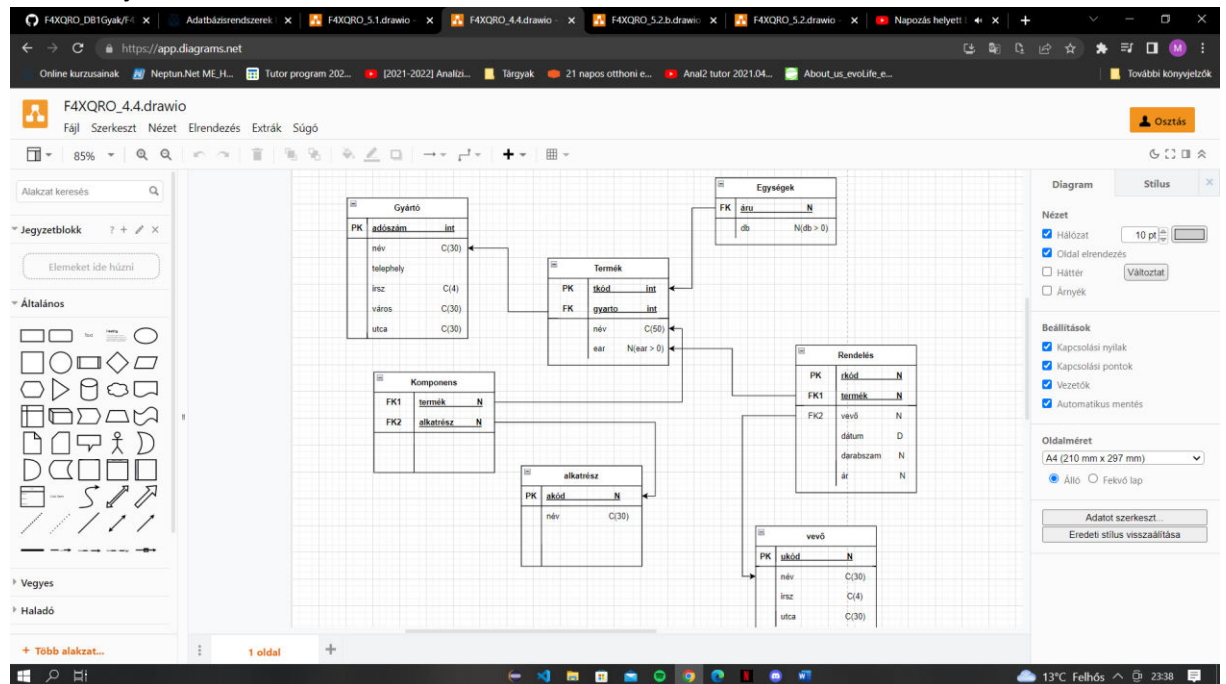 F4XQRO_DB1Gyak/F4
Adatbázisrendszerek
F4XQRO_5.1.drawio -
F4XQRO_4.4.drawio -
F4XQRO_5.2.b.drawio
F4XQRO_5.2.drawio -
Napozás helyett
https://app.diagrams.net
M
Online kurzusainak
Neptun.Net ME_H...
Tutor program 202...
[2021-2022] Analízi...
Tárgyak
21 napos otthoni e...
Anal2 tutor 2021.04...
About_us_evoLife_e...
További könyvjelzők
F4XQRO_4.4.drawio
Fájl Szerkeszt Nézet Elrendezés Extrák Súgó
Osztás
85%
Alakzat keresés
Jegyzetblokk
Elemeket ide húzni
Általános
Vegyes
Haladó
+ Több alakzat...
Gyártó
PK adószám int
név C(30)
telephely
irsz C(4)
város C(30)
utca C(30)
Egységek
FK áru N
db N(db > 0)
Termék
PK tkód int
FK gyarto int
név C(50)
ear N(ear > 0)
Komponens
FK1 termék N
FK2 alkatrész N
Rendelés
PK rkód N
FK1 termék N
FK2 vevő N
dátum D
darabszam N
ár N
alkatrész
PK akód N
név C(30)
vevő
PK ukód N
név C(30)
irsz C(4)
utca C(30)
1 oldal
Diagram Stílus
Nézet
Hálózat 10 pt
Oldal elrendezés
Háttér Változtat
Árnyék
Beállítások
Kapcsolási nyilak
Kapcsolási pontok
Vezetők
Automatikus mentés
Oldalméret
A4 (210 mm x 297 mm)
Álló Fekvő lap
Adatot szerkeszt...
Eredeti stílus visszaálítása
13°C Felhős
23:38